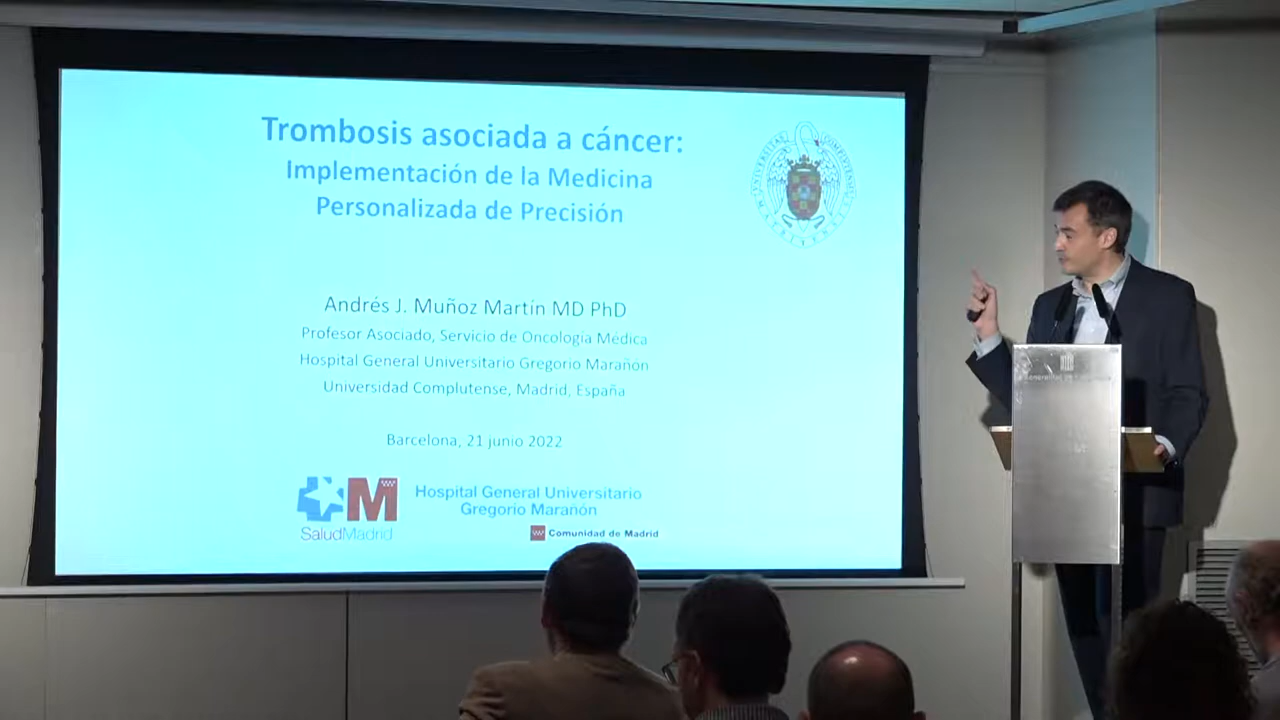 Trombosis asociada a cáncer:
Implementación de la Medicina
Personalizada de Precisión
Andrés J. Muñoz Martín MD PhD
Profesor Asociado, Servicio de Oncología Médica
Hospital General Universitario Gregorio Marañón
Universidad Complutense, Madrid, España
Barcelona, 21 junio 2022
M
Hospital General Universitario
Gregorio Marañón
SaludMadrid
Comunidad de Madrid